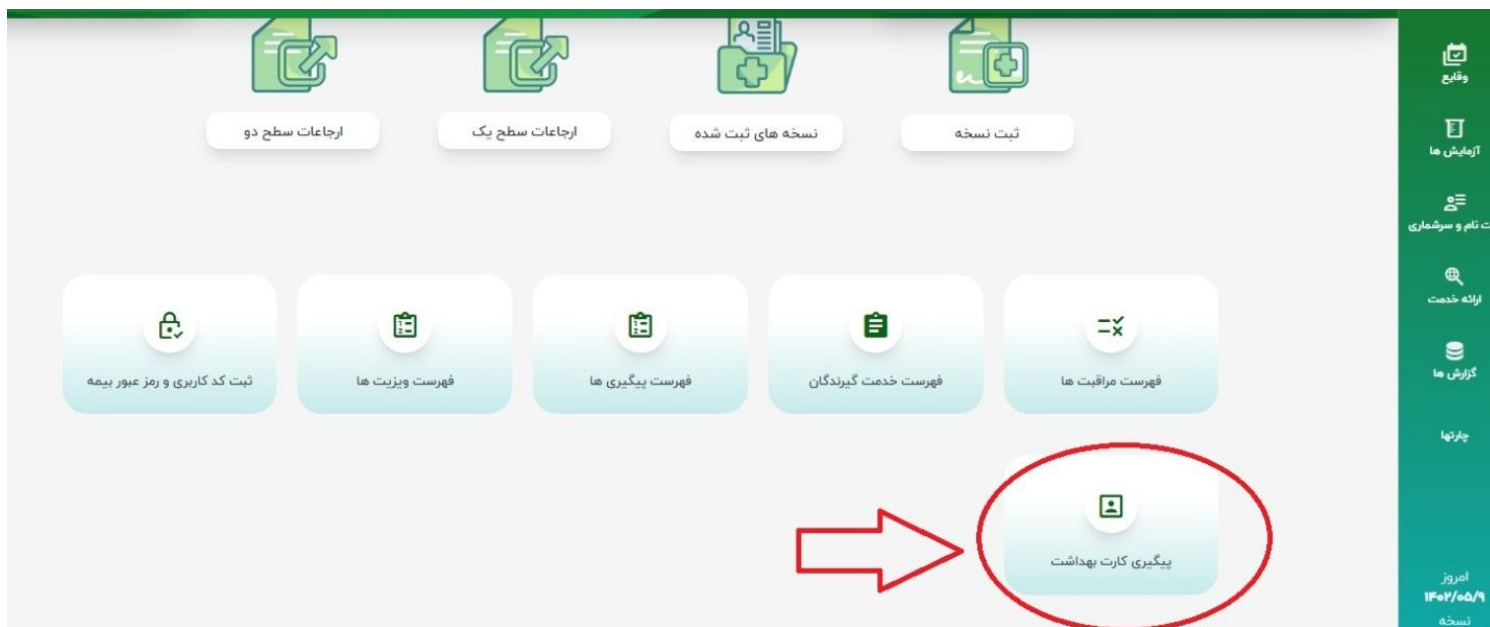 ثبت نسخه
نسخه های ثبت شده
ارجاعات سطح یک
ارجاعات سطح دو
فهرست مراقبت ها
فهرست خدمت گیرندگان
فهرست پیگیری ها
فهرست ویزیت ها
ثبت کد کاربری و رمز عبور بیمه
پیگیری کارت بهداشت
وقایع
آزمایش ها
ت نام و سرشماری
ارائه خدمت
گزارش ها
چارتها
امروز
۱۴۰۲/۰۵/۹
نسخه